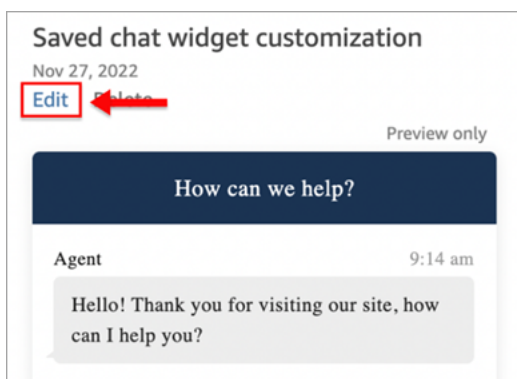 Saved chat widget customization
Nov 27, 2022
Edit Delete
Preview only
How can we help?
Agent 9:14 am
Hello! Thank you for visiting our site, how
can I help you?